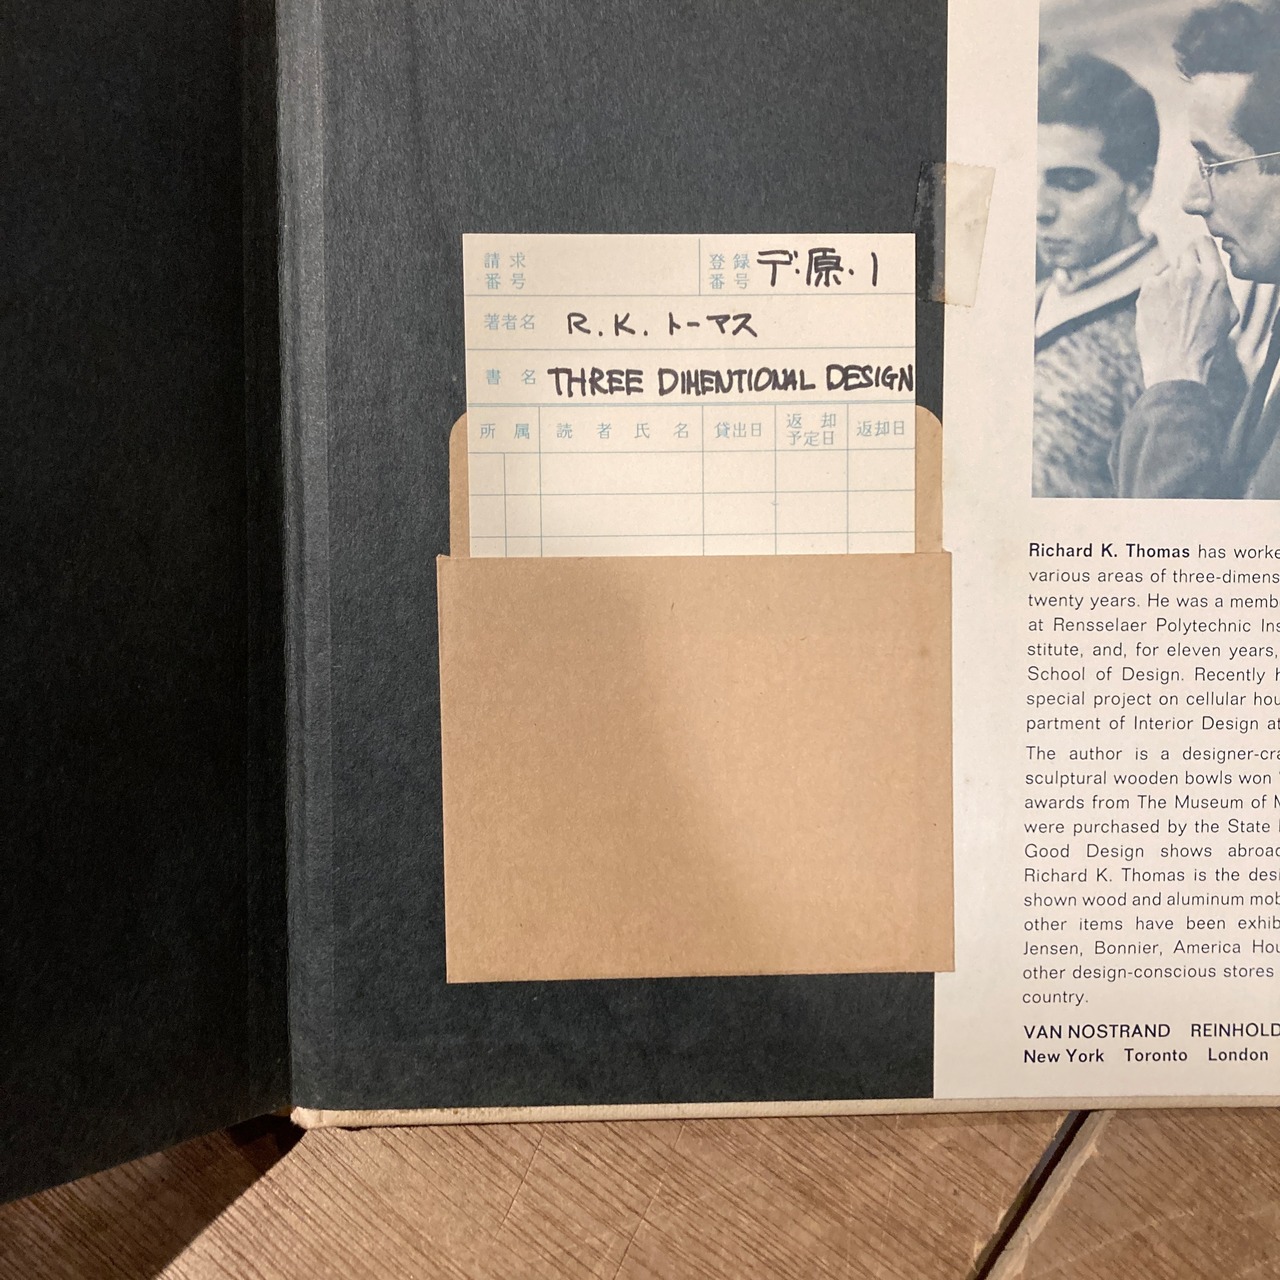 請求
番号
登録
番号
デ・原・1
著者名 R.K.トーマス
書名 THREE DIMENTIONAL DESIGN
所属 読者氏名 貸出日 返却
予定日 返却日
Richard K. Thomas has worke
various areas of three-dimens
twenty years. He was a memb
at Rensselaer Polytechnic Ins
stitute, and, for eleven years,
School of Design. Recently h
special project on cellular hou
partment of Interior Design at
The author is a designer-cra
sculptural wooden bowls won
awards from The Museum of M
were purchased by the State
Good Design shows abroad
Richard K. Thomas is the desi
shown wood and aluminum mob
other items have been exhib
Jensen, Bonnier, America Hou
other design-conscious stores
country.
VAN NOSTRAND REINHOLD
New York Toronto London